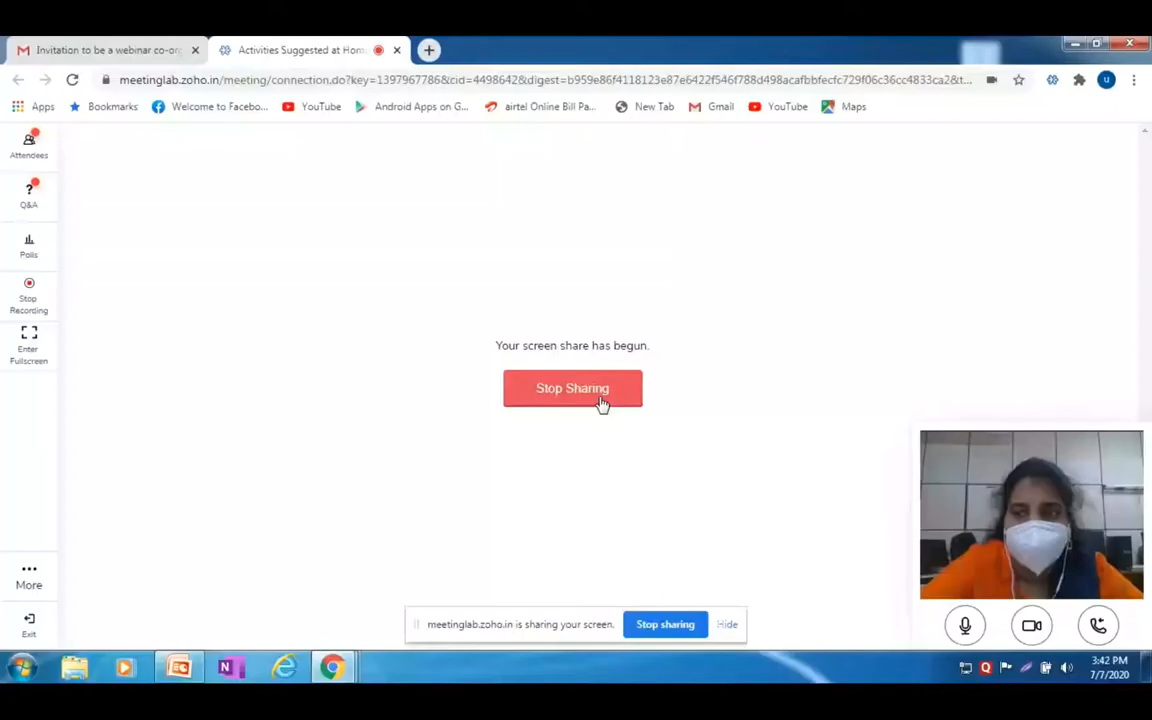 Invitation to be a webinar co-org
Activities Suggested at Hom
meetinglab.zoho.in/meeting/connection.do?key=1397967786&cid=4498642&digest=b959e86f4118123e87e6422f546f788d498acafbbfecfc729f06c36cc4833ca2&t...
Apps
Bookmarks
Welcome to Facebo...
YouTube
Android Apps on G...
airtel Online Bill Pa...
New Tab
Gmail
YouTube
Maps
Attendees
Q&A
Polls
Stop
Recording
Enter
Fullscreen
Your screen share has begun.
Stop Sharing
More
Exit
meetinglab.zoho.in is sharing your screen.
Stop sharing
Hide
3:42 PM
7/7/2020